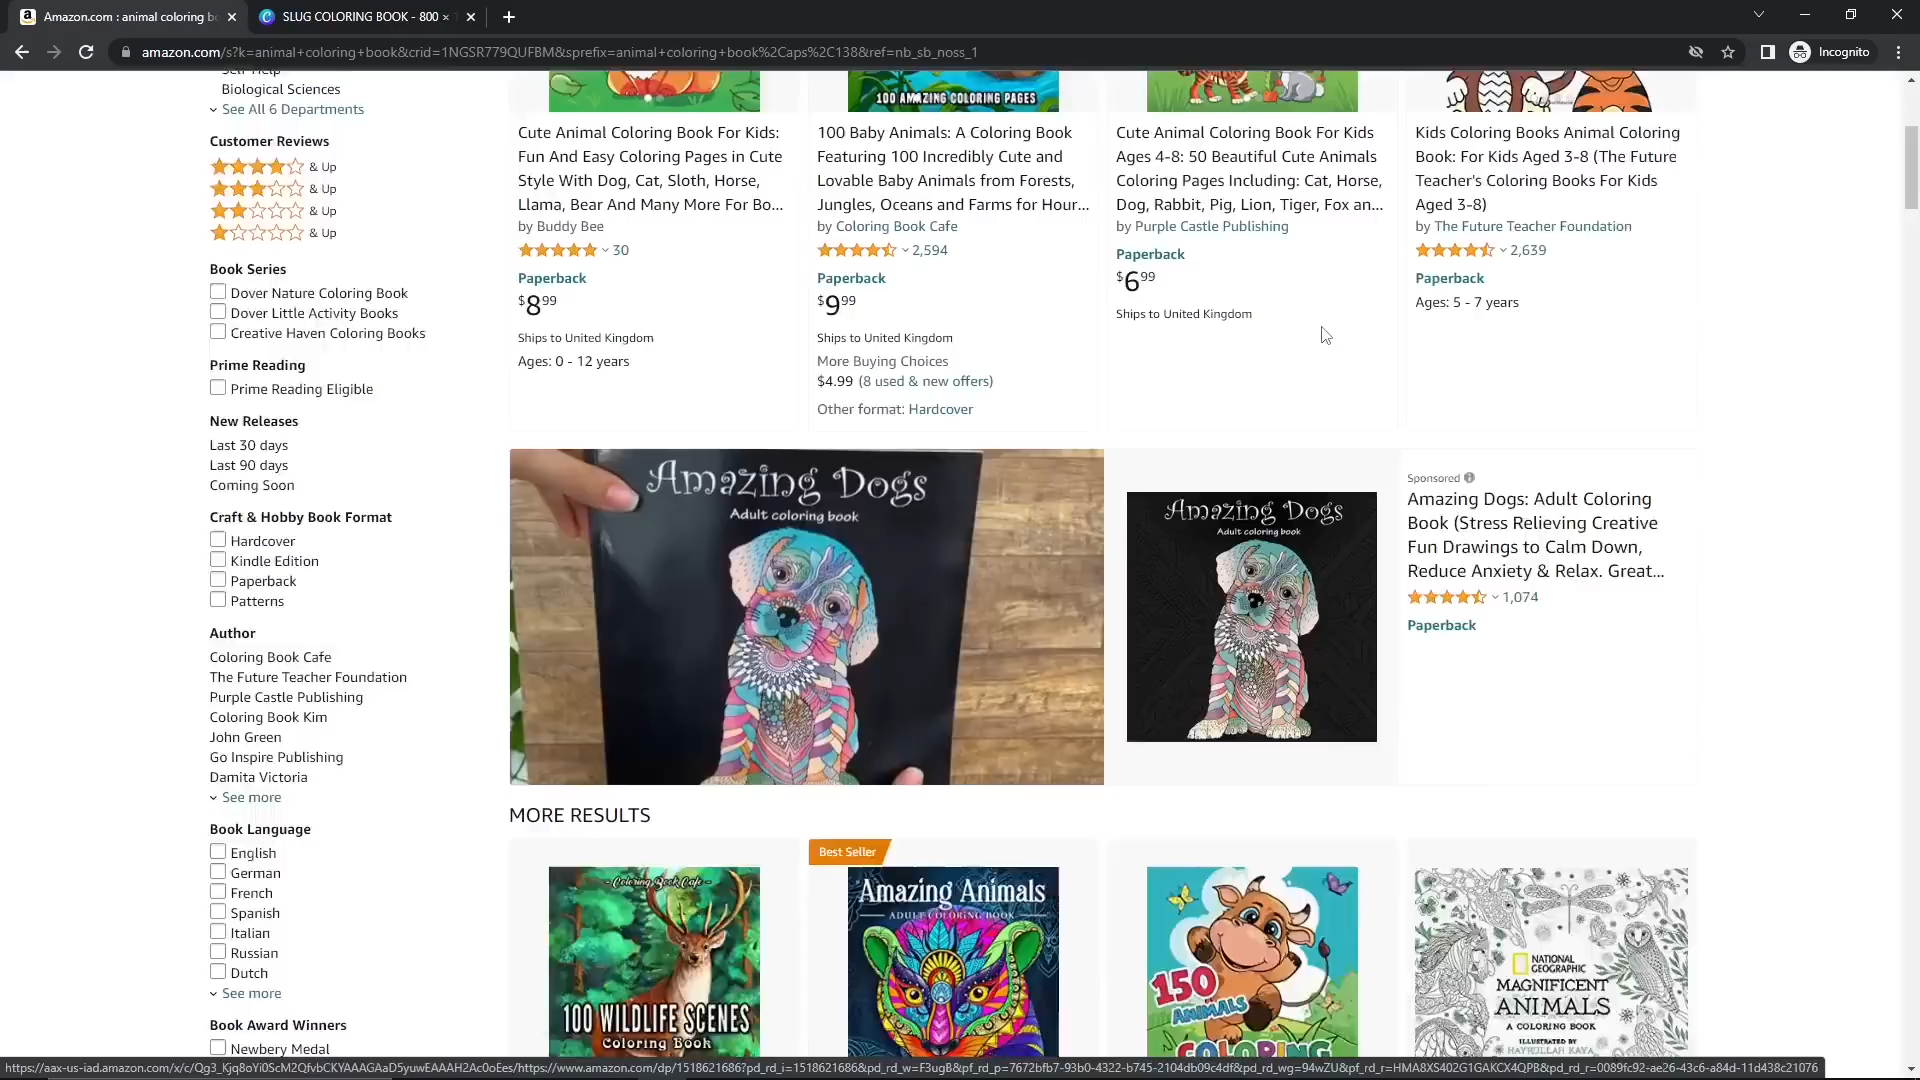 Amazon.com : animal coloring bo
SLUG COLORING BOOK - 800 ×
amazon.com/s?k=animal+coloring+book&crid=1NGSR779QUFBM&sprefix=animal+coloring+book%2Caps%2C138&ref=nb_sb_noss_1
Incognito
Self-Help
Biological Sciences
See All 6 Departments
Customer Reviews
& Up
& Up
& Up
& Up
Book Series
Dover Nature Coloring Book
Dover Little Activity Books
Creative Haven Coloring Books
Prime Reading
Prime Reading Eligible
New Releases
Last 30 days
Last 90 days
Coming Soon
Craft & Hobby Book Format
Hardcover
Kindle Edition
Paperback
Patterns
Author
Coloring Book Cafe
The Future Teacher Foundation
Purple Castle Publishing
Coloring Book Kim
John Green
Go Inspire Publishing
Damita Victoria
See more
Book Language
English
German
French
Spanish
Italian
Russian
Dutch
See more
Book Award Winners
Newbery Medal
Cute Animal Coloring Book For Kids:
Fun And Easy Coloring Pages in Cute
Style With Dog, Cat, Sloth, Horse,
Llama, Bear And Many More For Bo...
by Buddy Bee
30
Paperback
$8 99
Ships to United Kingdom
Ages: 0 - 12 years
100 AMAZING COLORING PAGES
100 Baby Animals: A Coloring Book
Featuring 100 Incredibly Cute and
Lovable Baby Animals from Forests,
Jungles, Oceans and Farms for Hour...
by Coloring Book Cafe
2,594
Paperback
$9 99
Ships to United Kingdom
More Buying Choices
$4.99 (8 used & new offers)
Other format: Hardcover
Cute Animal Coloring Book For Kids
Ages 4-8: 50 Beautiful Cute Animals
Coloring Pages Including: Cat, Horse,
Dog, Rabbit, Pig, Lion, Tiger, Fox an...
by Purple Castle Publishing
Paperback
$6 99
Ships to United Kingdom
Kids Coloring Books Animal Coloring
Book: For Kids Aged 3-8 (The Future
Teacher's Coloring Books For Kids
Aged 3-8)
by The Future Teacher Foundation
2,639
Paperback
Ages: 5 - 7 years
Amazing Dogs
Adult coloring book
Amazing Dogs
Adult coloring book
Sponsored
Amazing Dogs: Adult Coloring
Book (Stress Relieving Creative
Fun Drawings to Calm Down,
Reduce Anxiety & Relax. Great...
1,074
Paperback
MORE RESULTS
Coloring Book Cafe
100 WILDLIFE SCENES
Coloring Book
Best Seller
Amazing Animals
ADULT COLORING BOOK
150
ANIMALS
COLORING
NATIONAL
GEOGRAPHIC
MAGNIFICENT
ANIMALS
A COLORING BOOK
ILLUSTRATED BY
HAYROLLAH KAYA